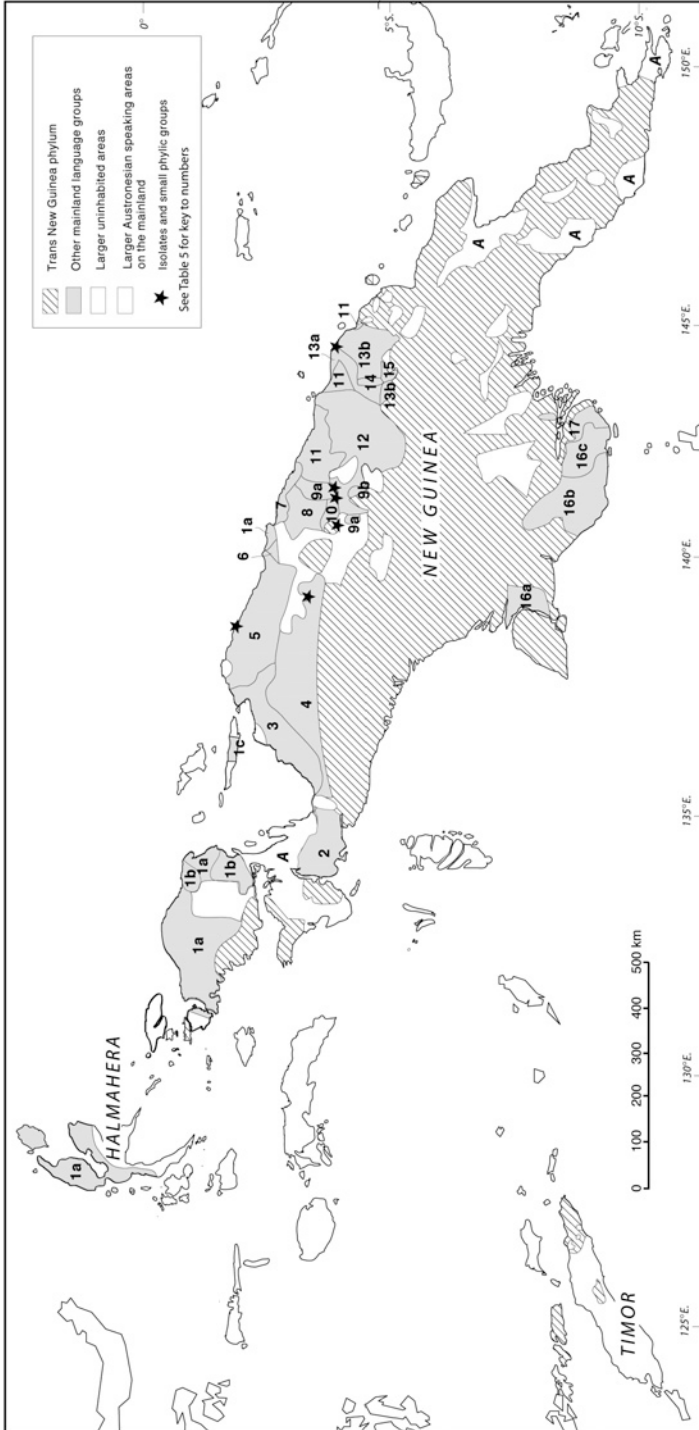 Trans New Guinea phylum
Other mainland language groups
Larger uninhabited areas
Larger Austronesian speaking areas
on the mainland
Isolates and small phylic groups
See Table 5 for key to numbers
0°
5°S.
10°S.
HALMAHERA
1a
1a
1b
1a
1b
1c
A
2
3
4
5
6
1a
7
8
9a
10
9a
9b
11
12
11
13a
13b
14
13b
15
11
NEW GUINEA
16a
16b
16c
17
A
A
A
A
TIMOR
0 100 200 300 400 500 km
125°E.
130°E.
135°E.
140°E.
145°E.
150°E.